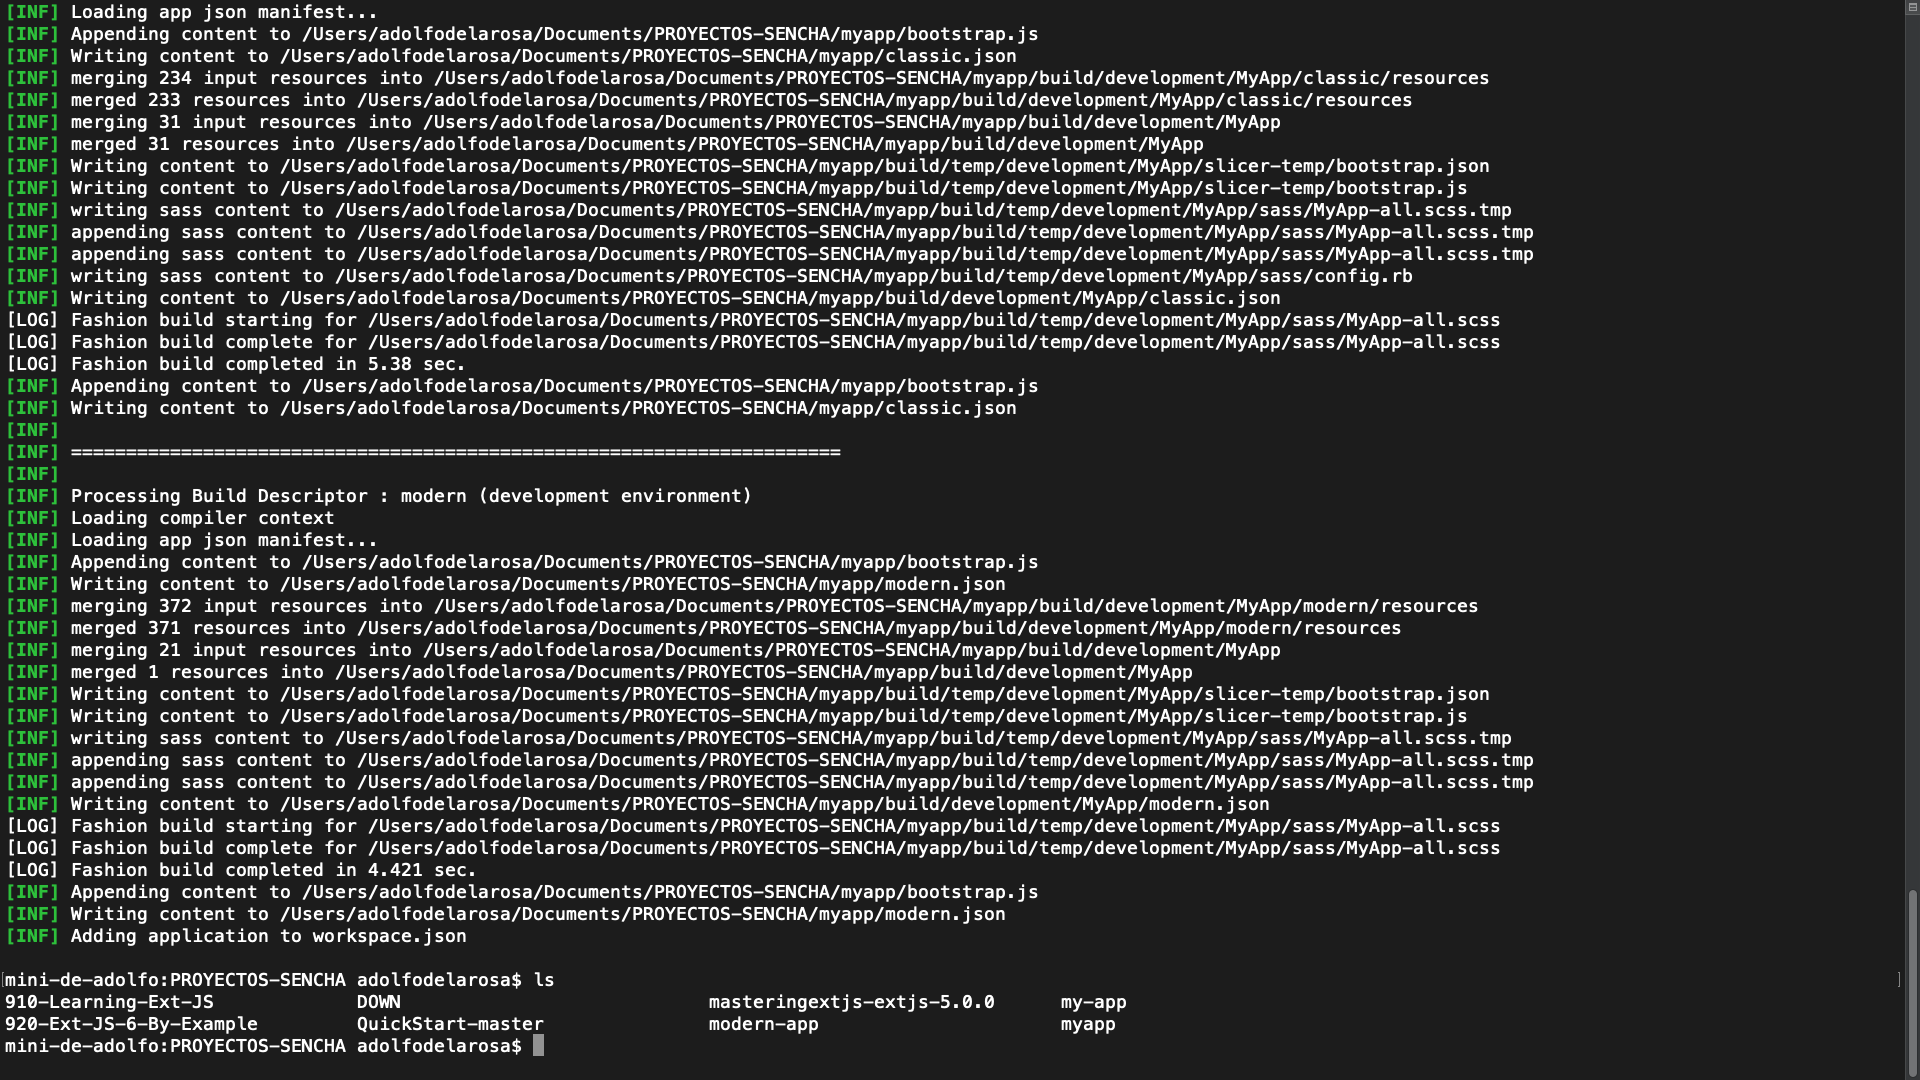 [INF] Loading app json manifest...
[INF] Appending content to /Users/adolfodelarosa/Documents/PROYECTOS-SENCHA/myapp/bootstrap.js
[INF] Writing content to /Users/adolfodelarosa/Documents/PROYECTOS-SENCHA/myapp/classic.json
[INF] merging 234 input resources into /Users/adolfodelarosa/Documents/PROYECTOS-SENCHA/myapp/build/development/MyApp/classic/resources
[INF] merged 233 resources into /Users/adolfodelarosa/Documents/PROYECTOS-SENCHA/myapp/build/development/MyApp/classic/resources
[INF] merging 31 input resources into /Users/adolfodelarosa/Documents/PROYECTOS-SENCHA/myapp/build/development/MyApp
[INF] merged 31 resources into /Users/adolfodelarosa/Documents/PROYECTOS-SENCHA/myapp/build/development/MyApp
[INF] Writing content to /Users/adolfodelarosa/Documents/PROYECTOS-SENCHA/myapp/build/temp/development/MyApp/slicer-temp/bootstrap.json
[INF] Writing content to /Users/adolfodelarosa/Documents/PROYECTOS-SENCHA/myapp/build/temp/development/MyApp/slicer-temp/bootstrap.js
[INF] writing sass content to /Users/adolfodelarosa/Documents/PROYECTOS-SENCHA/myapp/build/temp/development/MyApp/sass/MyApp-all.scss.tmp
[INF] appending sass content to /Users/adolfodelarosa/Documents/PROYECTOS-SENCHA/myapp/build/temp/development/MyApp/sass/MyApp-all.scss.tmp
[INF] appending sass content to /Users/adolfodelarosa/Documents/PROYECTOS-SENCHA/myapp/build/temp/development/MyApp/sass/MyApp-all.scss.tmp
[INF] writing sass content to /Users/adolfodelarosa/Documents/PROYECTOS-SENCHA/myapp/build/temp/development/MyApp/sass/config.rb
[INF] Writing content to /Users/adolfodelarosa/Documents/PROYECTOS-SENCHA/myapp/build/development/MyApp/classic.json
[LOG] Fashion build starting for /Users/adolfodelarosa/Documents/PROYECTOS-SENCHA/myapp/build/temp/development/MyApp/sass/MyApp-all.scss
[LOG] Fashion build complete for /Users/adolfodelarosa/Documents/PROYECTOS-SENCHA/myapp/build/temp/development/MyApp/sass/MyApp-all.scss
[LOG] Fashion build completed in 5.38 sec.
[INF] Appending content to /Users/adolfodelarosa/Documents/PROYECTOS-SENCHA/myapp/bootstrap.js
[INF] Writing content to /Users/adolfodelarosa/Documents/PROYECTOS-SENCHA/myapp/classic.json
[INF]
[INF] ======================================================================
[INF]
[INF] Processing Build Descriptor : modern (development environment)
[INF] Loading compiler context
[INF] Loading app json manifest...
[INF] Appending content to /Users/adolfodelarosa/Documents/PROYECTOS-SENCHA/myapp/bootstrap.js
[INF] Writing content to /Users/adolfodelarosa/Documents/PROYECTOS-SENCHA/myapp/modern.json
[INF] merging 372 input resources into /Users/adolfodelarosa/Documents/PROYECTOS-SENCHA/myapp/build/development/MyApp/modern/resources
[INF] merged 371 resources into /Users/adolfodelarosa/Documents/PROYECTOS-SENCHA/myapp/build/development/MyApp/modern/resources
[INF] merging 21 input resources into /Users/adolfodelarosa/Documents/PROYECTOS-SENCHA/myapp/build/development/MyApp
[INF] merged 1 resources into /Users/adolfodelarosa/Documents/PROYECTOS-SENCHA/myapp/build/development/MyApp
[INF] Writing content to /Users/adolfodelarosa/Documents/PROYECTOS-SENCHA/myapp/build/temp/development/MyApp/slicer-temp/bootstrap.json
[INF] Writing content to /Users/adolfodelarosa/Documents/PROYECTOS-SENCHA/myapp/build/temp/development/MyApp/slicer-temp/bootstrap.js
[INF] writing sass content to /Users/adolfodelarosa/Documents/PROYECTOS-SENCHA/myapp/build/temp/development/MyApp/sass/MyApp-all.scss.tmp
[INF] appending sass content to /Users/adolfodelarosa/Documents/PROYECTOS-SENCHA/myapp/build/temp/development/MyApp/sass/MyApp-all.scss.tmp
[INF] appending sass content to /Users/adolfodelarosa/Documents/PROYECTOS-SENCHA/myapp/build/temp/development/MyApp/sass/MyApp-all.scss.tmp
[INF] Writing content to /Users/adolfodelarosa/Documents/PROYECTOS-SENCHA/myapp/build/development/MyApp/modern.json
[LOG] Fashion build starting for /Users/adolfodelarosa/Documents/PROYECTOS-SENCHA/myapp/build/temp/development/MyApp/sass/MyApp-all.scss
[LOG] Fashion build complete for /Users/adolfodelarosa/Documents/PROYECTOS-SENCHA/myapp/build/temp/development/MyApp/sass/MyApp-all.scss
[LOG] Fashion build completed in 4.421 sec.
[INF] Appending content to /Users/adolfodelarosa/Documents/PROYECTOS-SENCHA/myapp/bootstrap.js
[INF] Writing content to /Users/adolfodelarosa/Documents/PROYECTOS-SENCHA/myapp/modern.json
[INF] Adding application to workspace.json
[mini-de-adolfo:PROYECTOS-SENCHA adolfodelarosa$ ls ]
910-Learning-Ext-JS DOWN masteringextjs-extjs-5.0.0 my-app
920-Ext-JS-6-By-Example QuickStart-master modern-app myapp
mini-de-adolfo:PROYECTOS-SENCHA adolfodelarosa$